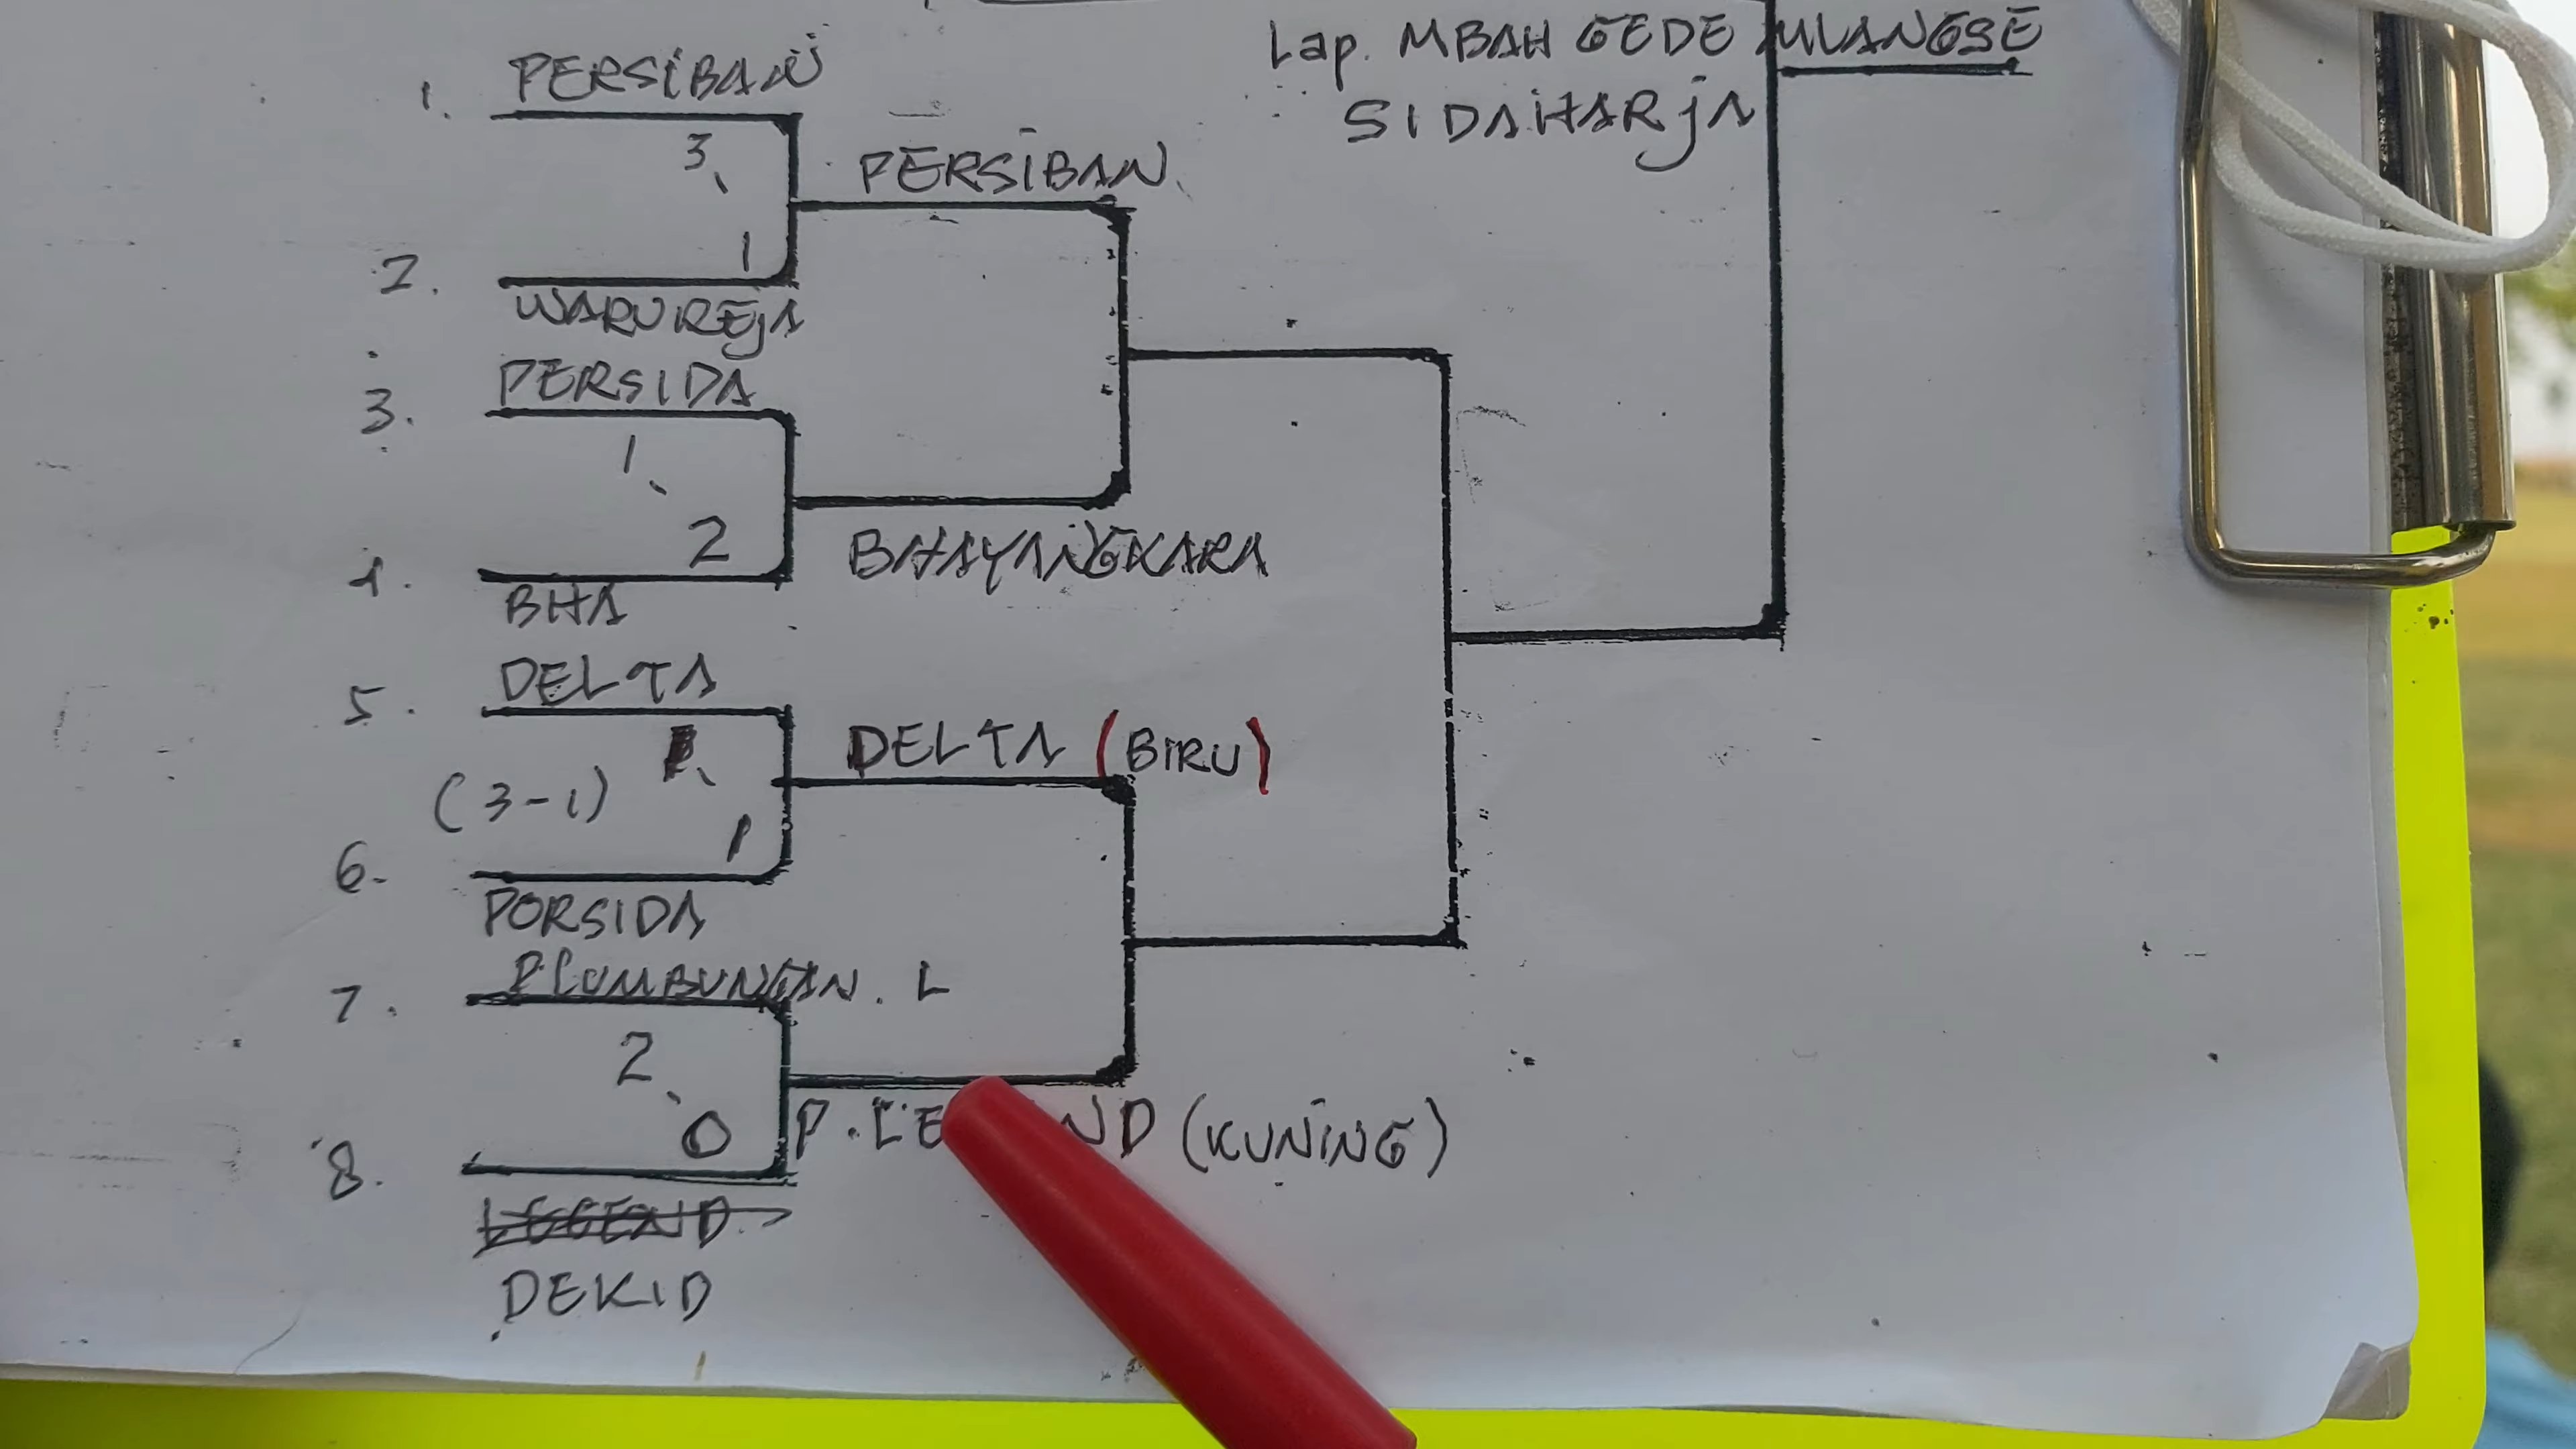 Lap. MBAH GEDE MLANGSE
SIDAHARJA
1. PERSIBAN
3
PERSIBAN
1
2.
WARUREJA
3. PERSIDA
1
2
BHAYANGKARA
4.
BHA
5. DELTA
DELTA (BIRU)
(3-1)
1
6.
PORSIDA
7. PLUMBUNGAN. L
2
0
P. (KUNING)
8.
LEGEND
DEKID